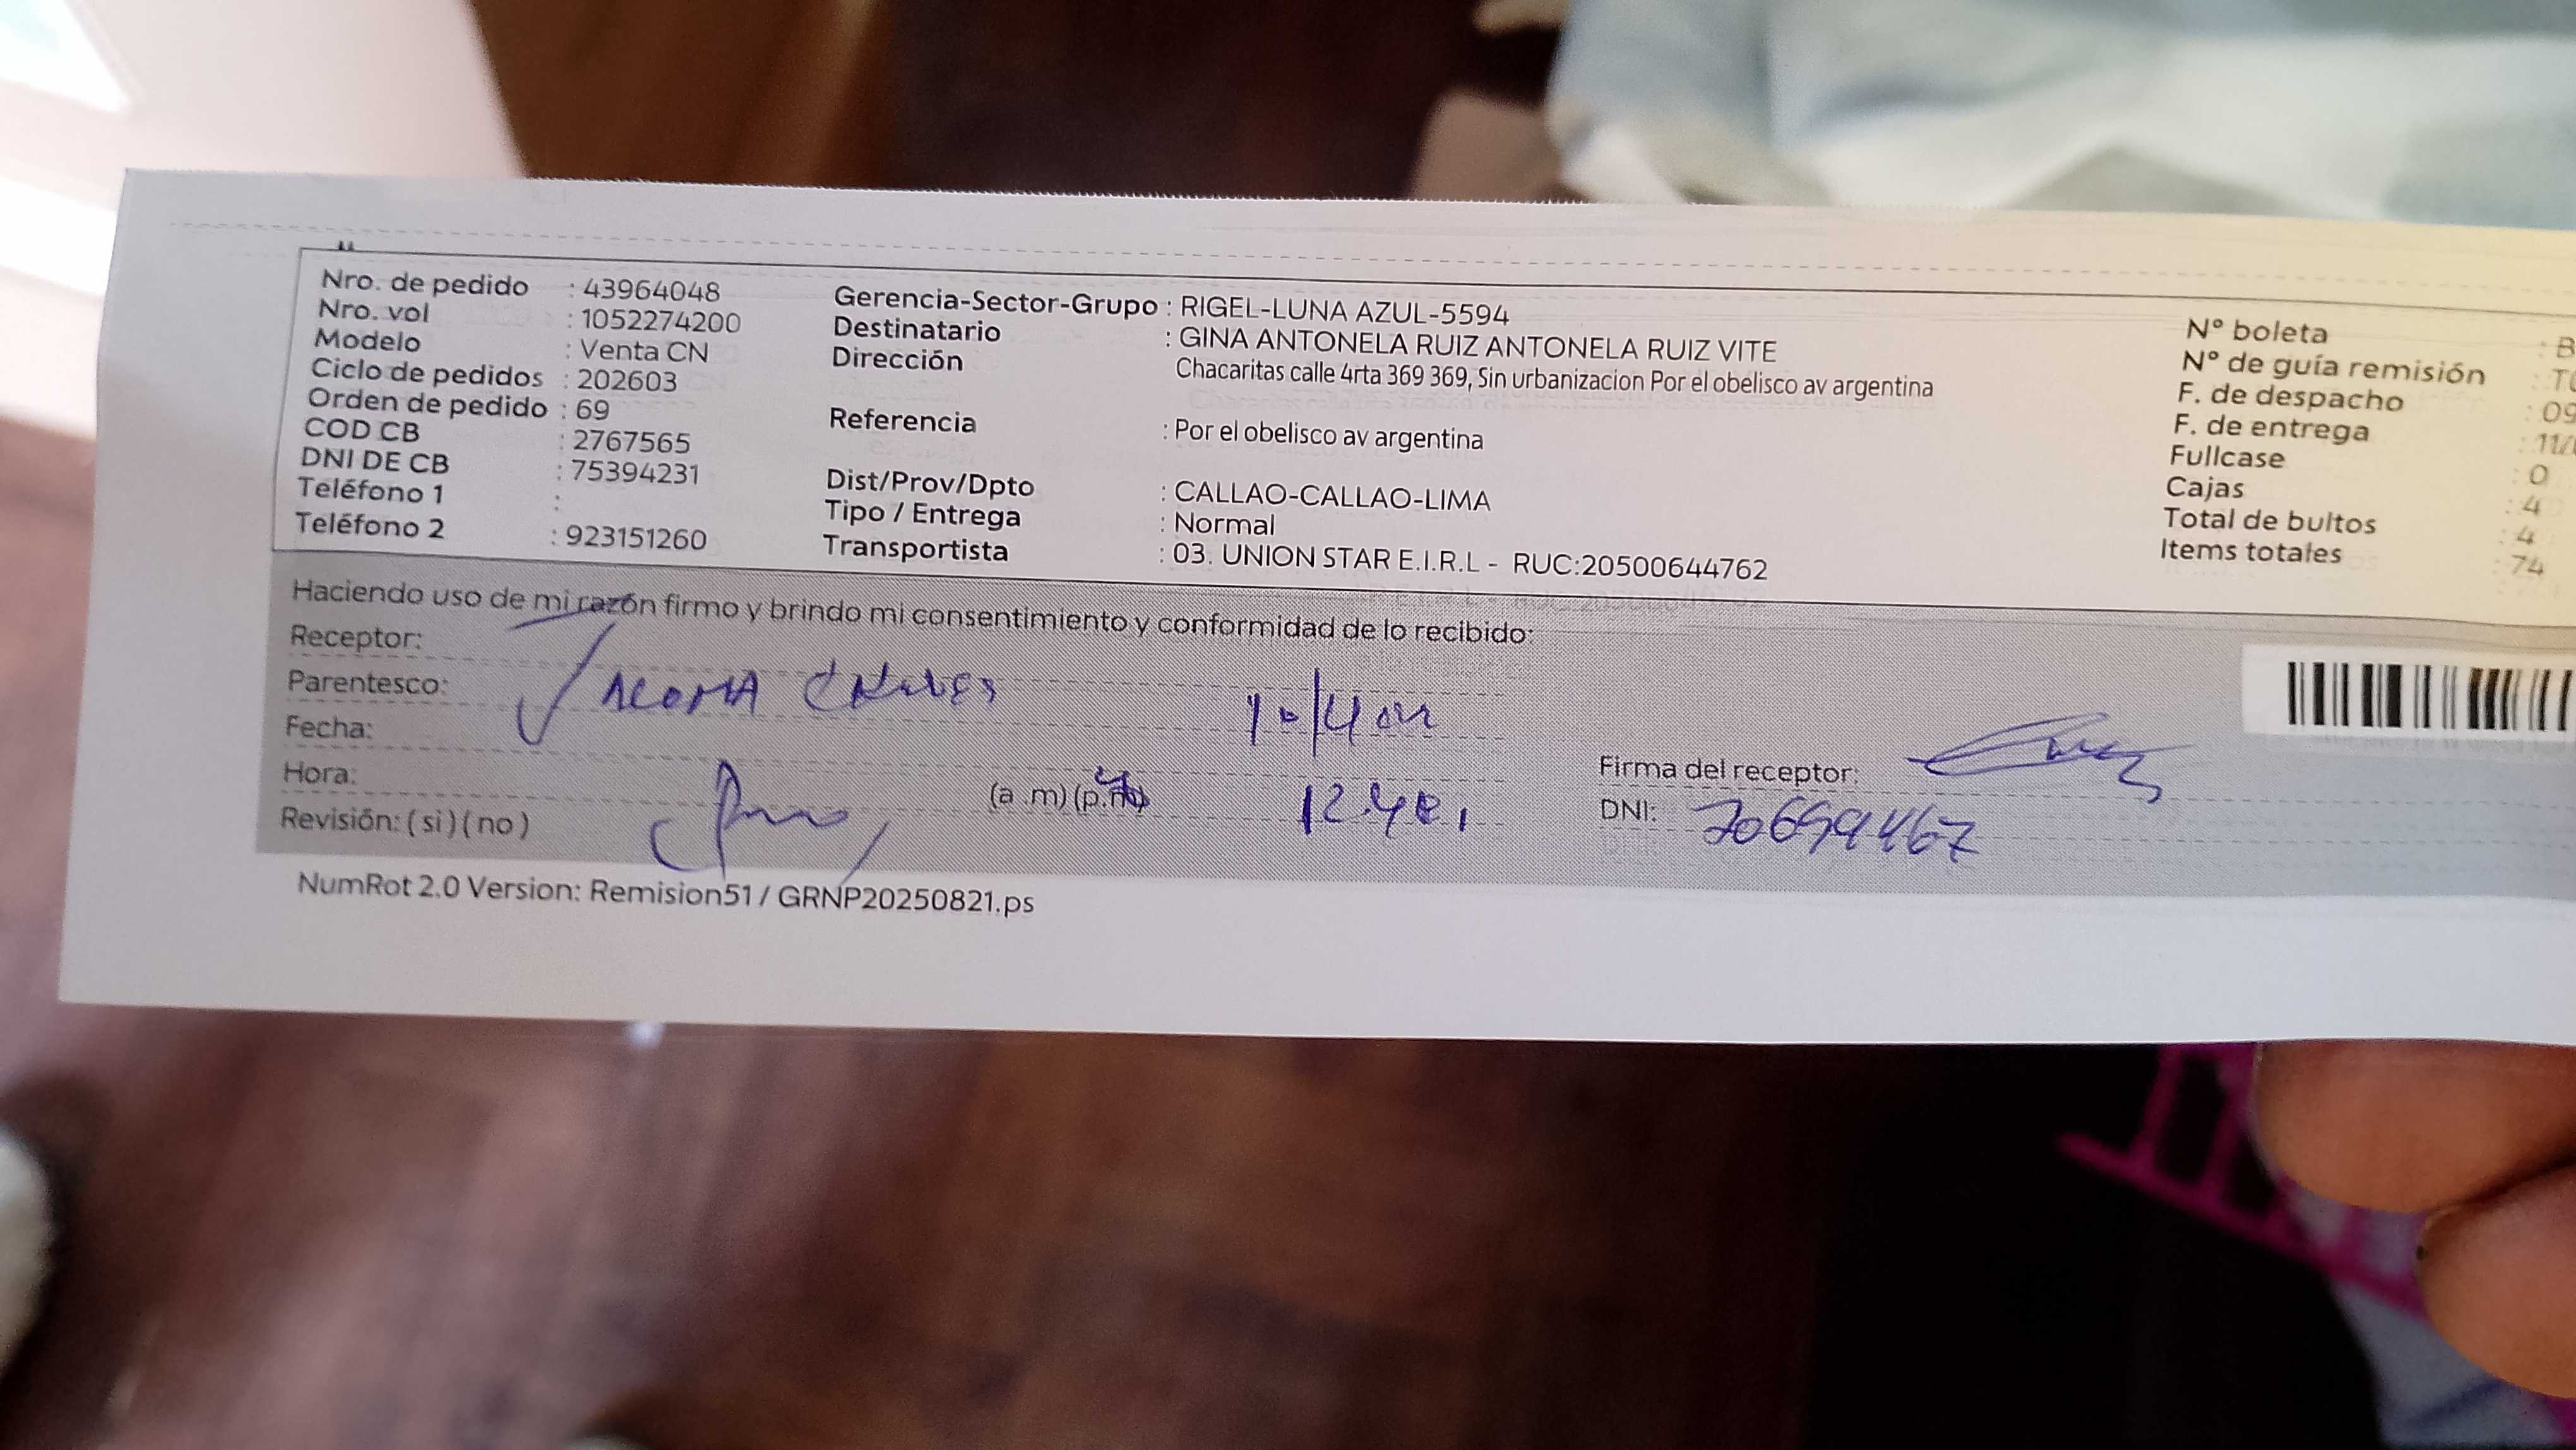 Nro. de pedido : 43964048
Nro. vol : 1052274200
Modelo : Venta CN
Ciclo de pedidos : 202603
Orden de pedido : 69
COD CB : 2767565
DNI DE CB : 75394231
Teléfono 1 :
Teléfono 2 : 923151260
Gerencia-Sector-Grupo : RIGEL-LUNA AZUL-5594
Destinatario : GINA ANTONELA RUIZ ANTONELA RUIZ VITE
Dirección Chacaritas calle 4rta 369 369, Sin urbanizacion Por el obelisco av argentina
Referencia : Por el obelisco av argentina
Dist/Prov/Dpto : CALLAO-CALLAO-LIMA
Tipo / Entrega : Normal
Transportista : 03. UNION STAR E.I.R.L - RUC:20500644762
N° boleta : B
N° de guía remisión : T
F. de despacho : 09
F. de entrega : 11/
Fullcase : 0
Cajas : 4
Total de bultos : 4
Items totales : 74
Haciendo uso de mi razón firmo y brindo mi consentimiento y conformidad de lo recibido:
Receptor:
Parentesco:
Fecha:
Hora: (a .m) (p.m)
Revisión: ( si ) ( no )
Firma del receptor:
DNI: 70699467
NumRot 2.0 Version: Remision51 / GRNP20250821.ps